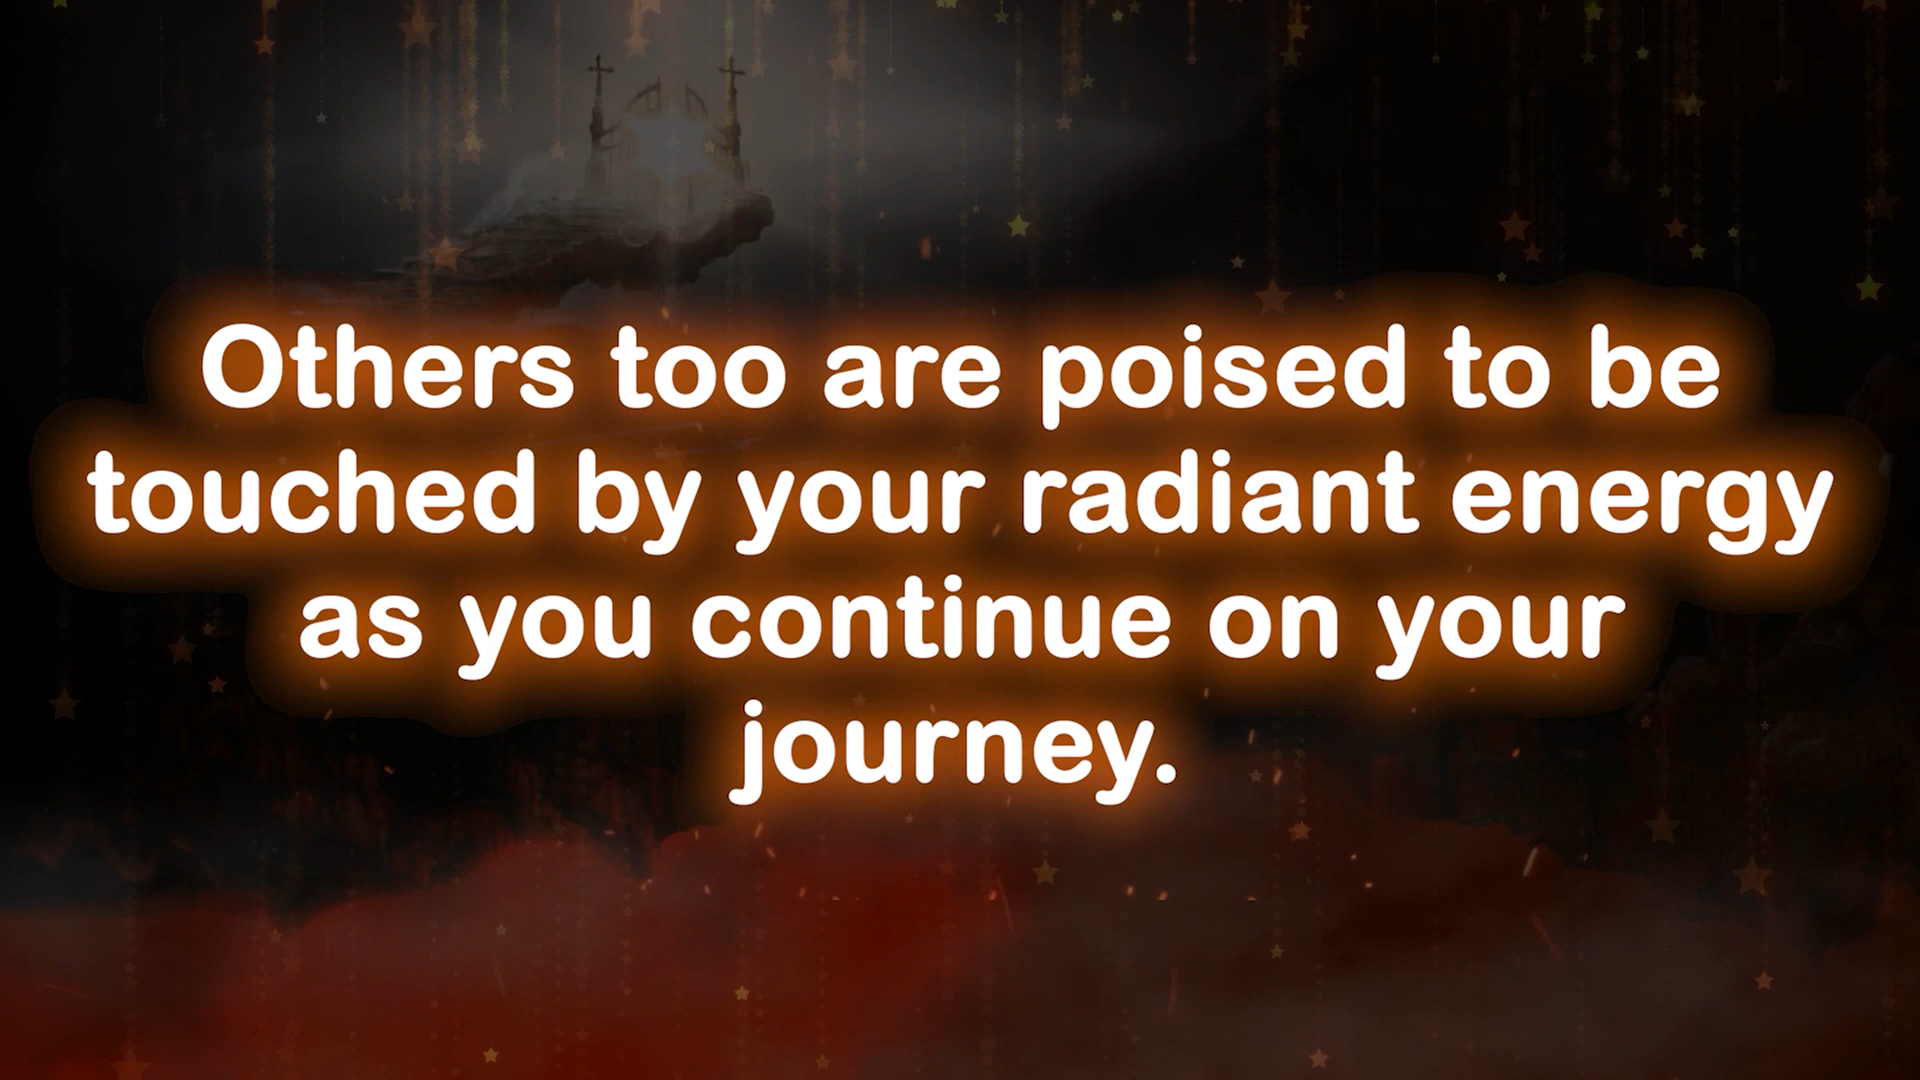 Others too are poised to be
touched by your radiant energy
as you continue on your
journey.